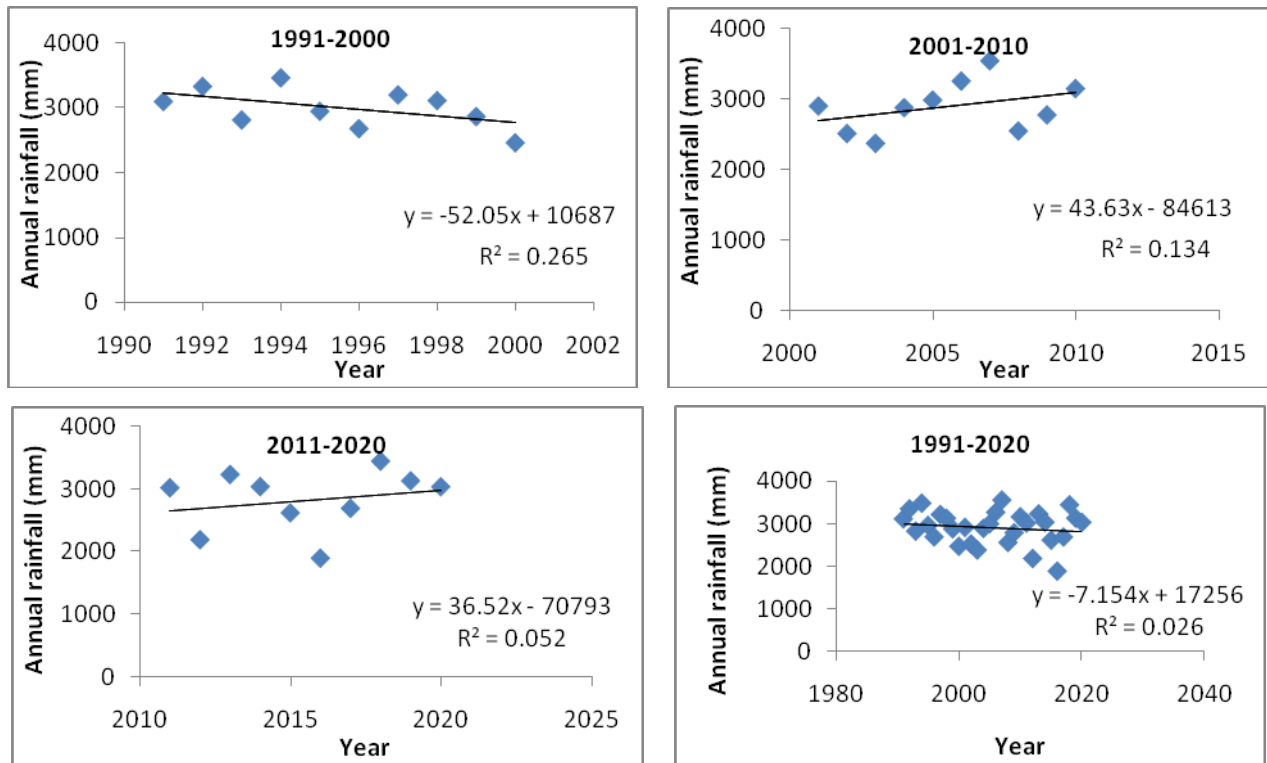 1991-2000
Annual rainfall (mm)
4000
3000
2000
1000
0
y = -52.05x + 10687
R² = 0.265
1990 1992 1994 1996 1998 2000 2002
Year
2001-2010
Annual rainfall (mm)
4000
3000
2000
1000
0
y = 43.63x - 84613
R² = 0.134
2000 2005 2010 2015
Year
2011-2020
Annual rainfall (mm)
4000
3000
2000
1000
0
y = 36.52x - 70793
R² = 0.052
2010 2015 2020 2025
Year
1991-2020
Annual rainfall (mm)
4000
3000
2000
1000
0
y = -7.154x + 17256
R² = 0.026
1980 2000 2020 2040
Year